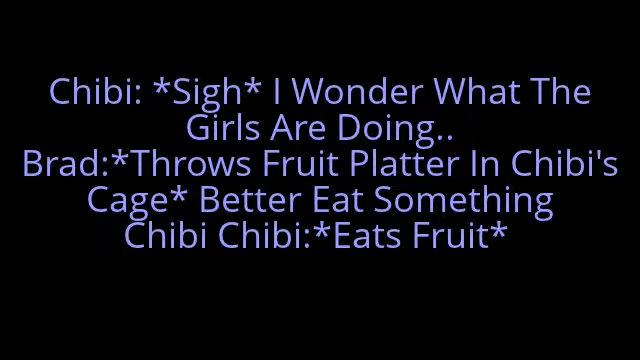 Chibi: *Sigh* I Wonder What The
Girls Are Doing..
Brad:*Throws Fruit Platter In Chibi's
Cage* Better Eat Something
Chibi Chibi:*Eats Fruit*